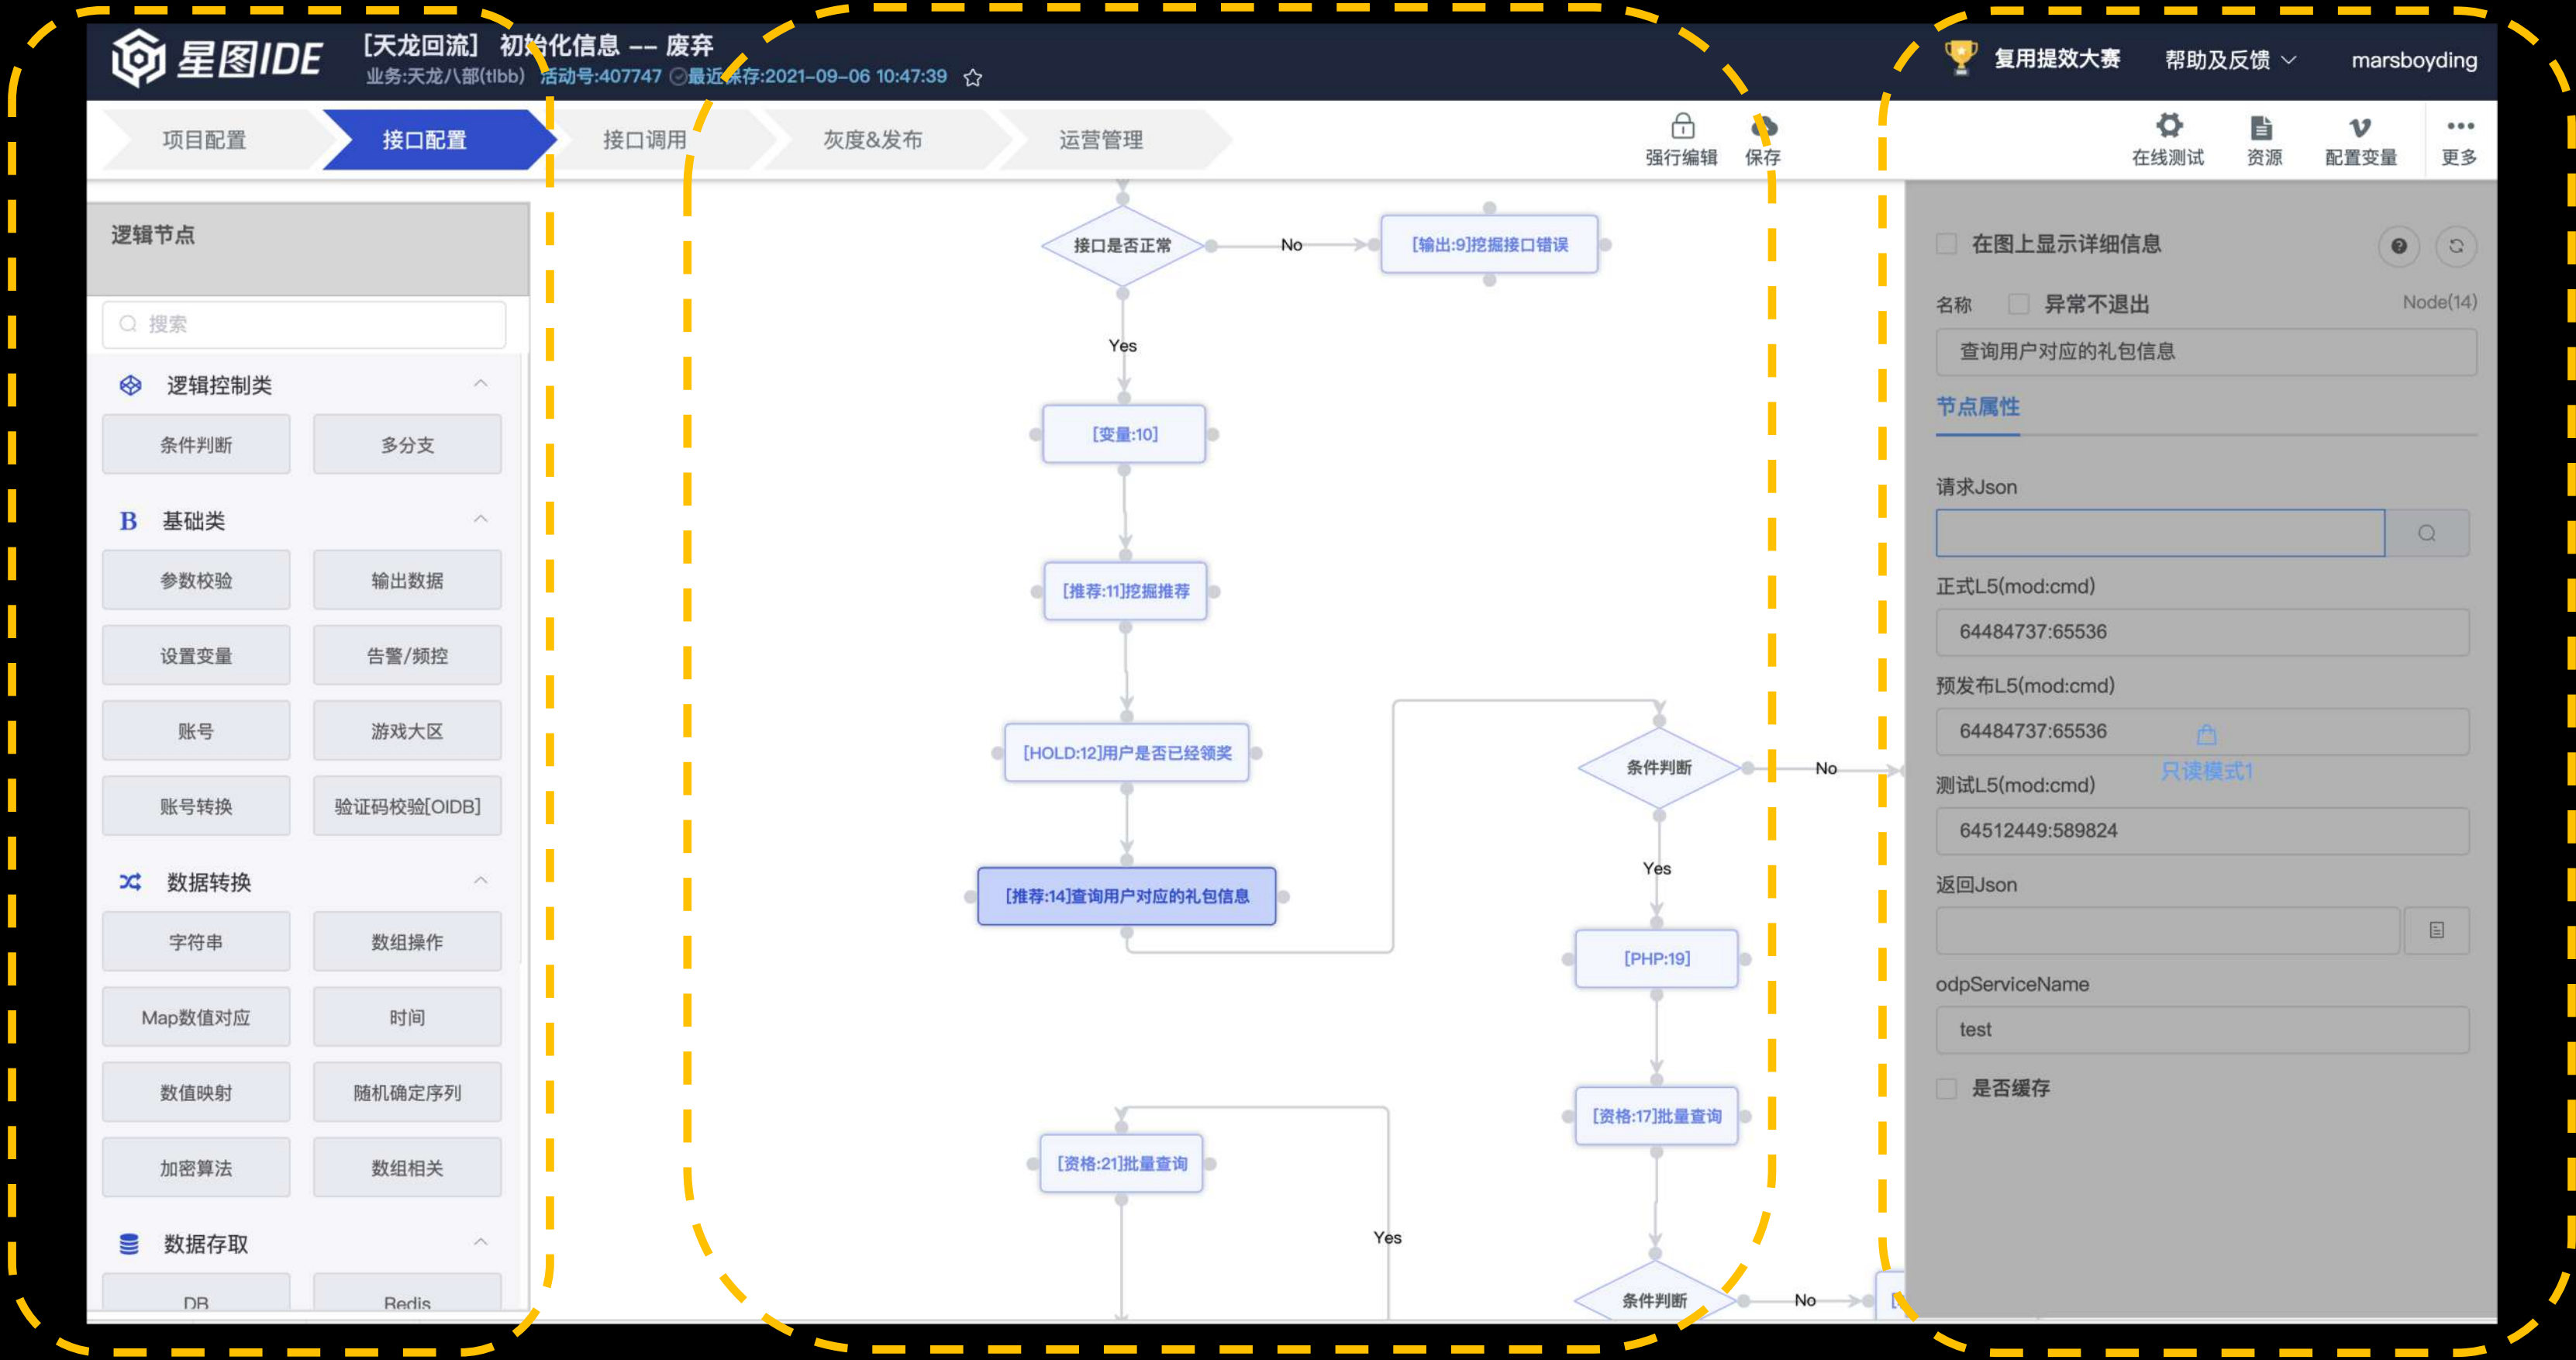 星图IDE
[天龙回流] 初始化信息 -- 废弃
业务:天龙八部(tlbb) 活动号:407747 最近保存:2021-09-06 10:47:39
复用提效大赛
帮助及反馈
marsboyding
项目配置
接口配置
接口调用
灰度&发布
运营管理
强行编辑
保存
在线测试
资源
配置变量
更多
逻辑节点
搜索
逻辑控制类
条件判断
多分支
B 基础类
参数校验
输出数据
设置变量
告警/频控
账号
游戏大区
账号转换
验证码校验[OIDB]
数据转换
字符串
数组操作
Map数值对应
时间
数值映射
随机确定序列
加密算法
数组相关
数据存取
DB
Redis
接口是否正常
No
[输出:9]挖掘接口错误
Yes
[变量:10]
[推荐:11]挖掘推荐
[HOLD:12]用户是否已经领奖
[推荐:14]查询用户对应的礼包信息
条件判断
No
Yes
[PHP:19]
[资格:17]批量查询
[资格:21]批量查询
Yes
条件判断
No
在图上显示详细信息
名称
异常不退出
Node(14)
查询用户对应的礼包信息
节点属性
请求Json
正式L5(mod:cmd)
64484737:65536
预发布L5(mod:cmd)
64484737:65536
只读模式1
测试L5(mod:cmd)
64512449:589824
返回Json
odpServiceName
test
是否缓存